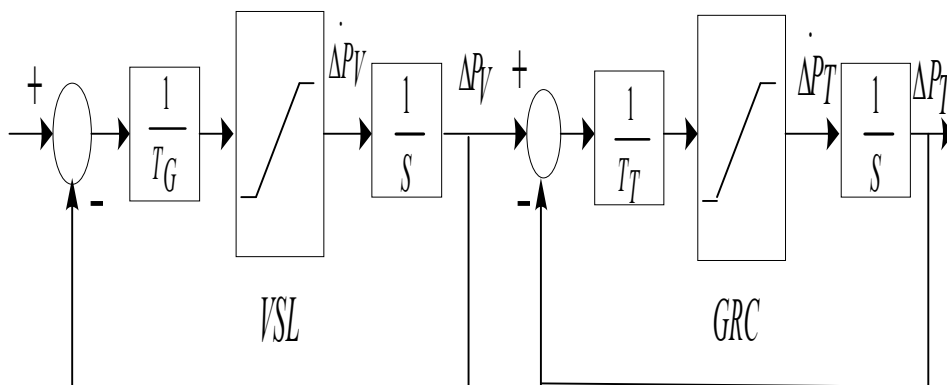 +
-
1
T_G
VSL
ΔṖ_V
1
S
ΔP_V
+
-
1
T_T
GRC
ΔṖ_T
1
S
ΔP_T